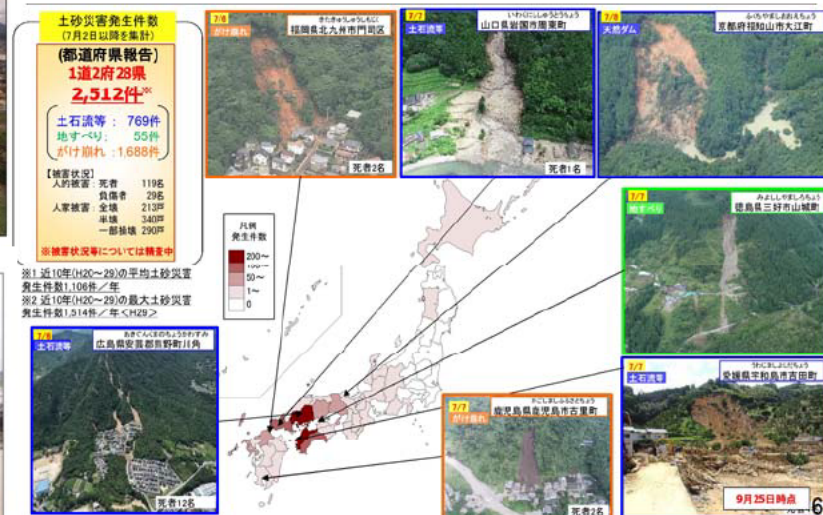 土砂災害発生件数
(7月2日以降を集計)
(都道府県報告)
1道2府28県
2,512件※
土石流等 : 769件
地すべり: 55件
がけ崩れ :1,688件
【被害状況】
人的被害: 死者 119名
負傷者 29名
人家被害: 全壊 213戸
半壊 340戸
一部損壊 290戸
※被害状況等については精査中
※1 近10年(H20～29)の平均土砂災害
発生件数1,106件/年
※2 近10年(H20～29)の最大土砂災害
発生件数1,514件/年<H29>
7/6
がけ崩れ
きたきゅうしゅうしもじく
福岡県北九州市門司区
死者2名
7/7
土石流等
いわくにししゅうとうちょう
山口県岩国市周東町
死者1名
7/8
天然ダム
ふくちやましおおえちょう
京都府福知山市大江町
7/7
地すべり
みよししやましろちょう
徳島県三好市山城町
凡例
発生件数
200～
50～
1～
0
7/6
土石流等
あきぐんくまのちょうかわすみ
広島県安芸郡熊野町川角
死者12名
7/7
がけ崩れ
かごしましふるさとちょう
鹿児島県鹿児島市古里町
死者2名
7/7
土石流等
うわじましよしだちょう
愛媛県宇和島市吉田町
9月25日時点
6